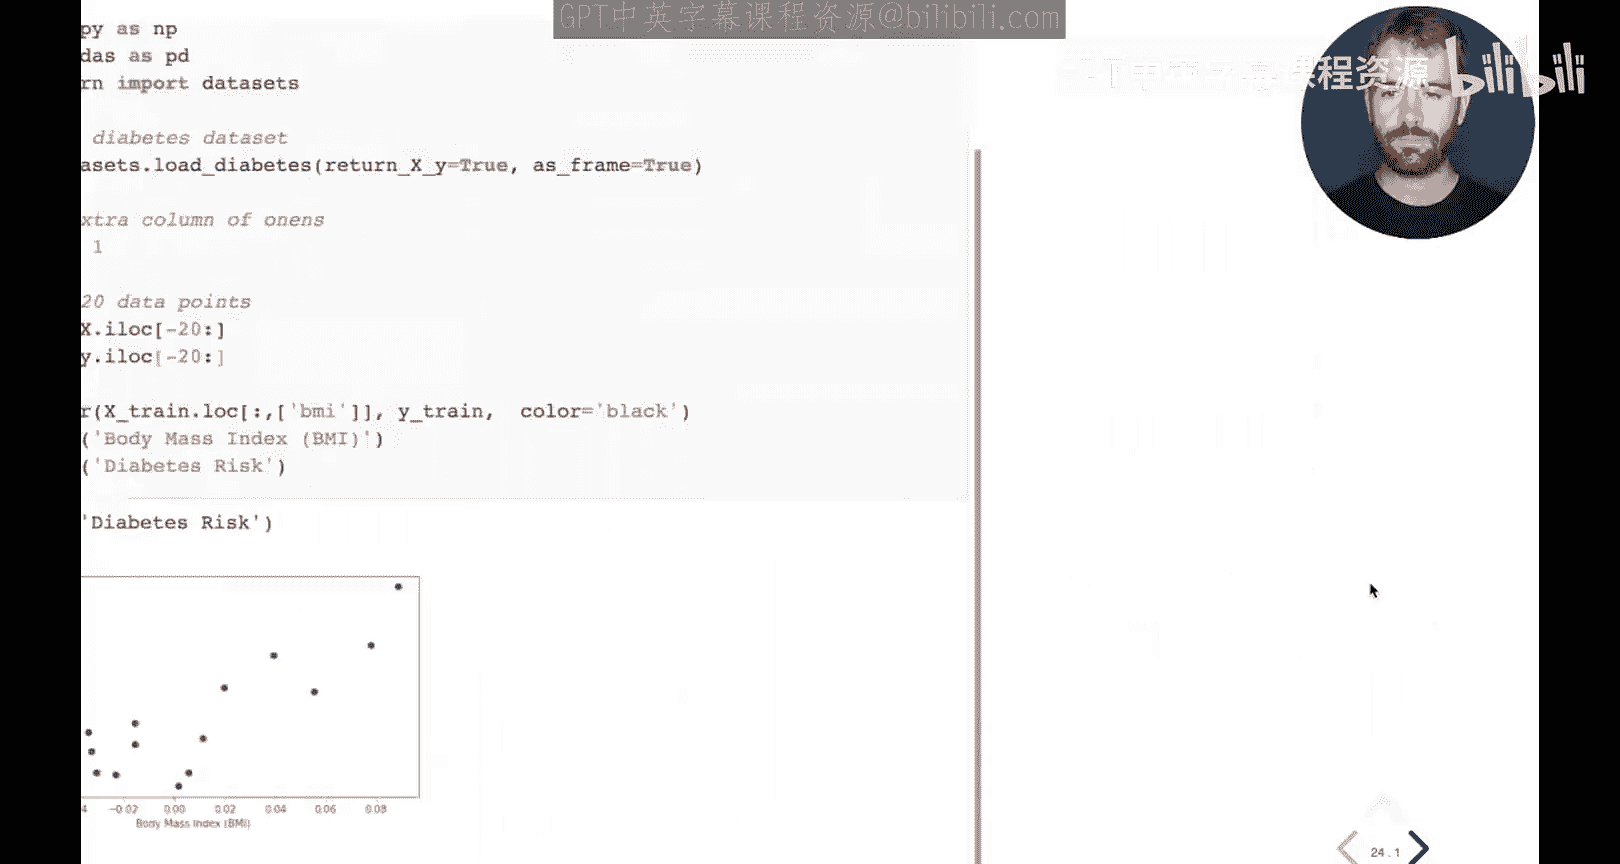 GPT中英字幕课程资源@bilibili.com
课程资源 bilibili
py as np
das as pd
rn import datasets
diabetes dataset
asets.load_diabetes(return_X_y=True, as_frame=True)
xtra column of onens
1
20 data points
X.iloc[-20:]
y.iloc[-20:]
r(X_train.loc[:,['bmi']], y_train,  color='black')
('Body Mass Index (BMI)')
('Diabetes Risk')
'Diabetes Risk')
4 −0.02 0.00 0.02 0.04 0.06 0.08
Body Mass Index (BMI)
24.1